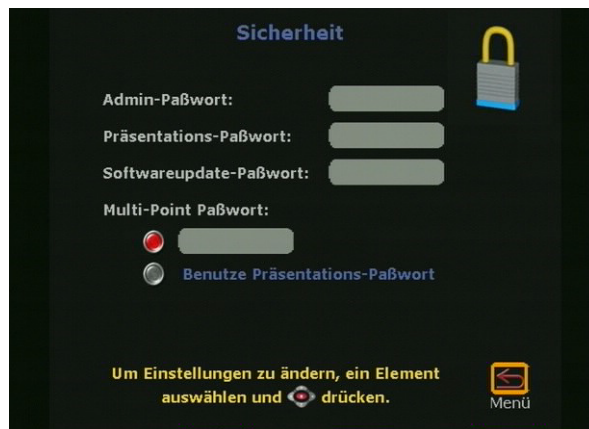 Sicherheit
Admin-Paßwort:
Präsentations-Paßwort:
Softwareupdate-Paßwort:
Multi-Point Paßwort:
Benutze Präsentations-Paßwort
Um Einstellungen zu ändern, ein Element
auswählen und drücken.
Menü